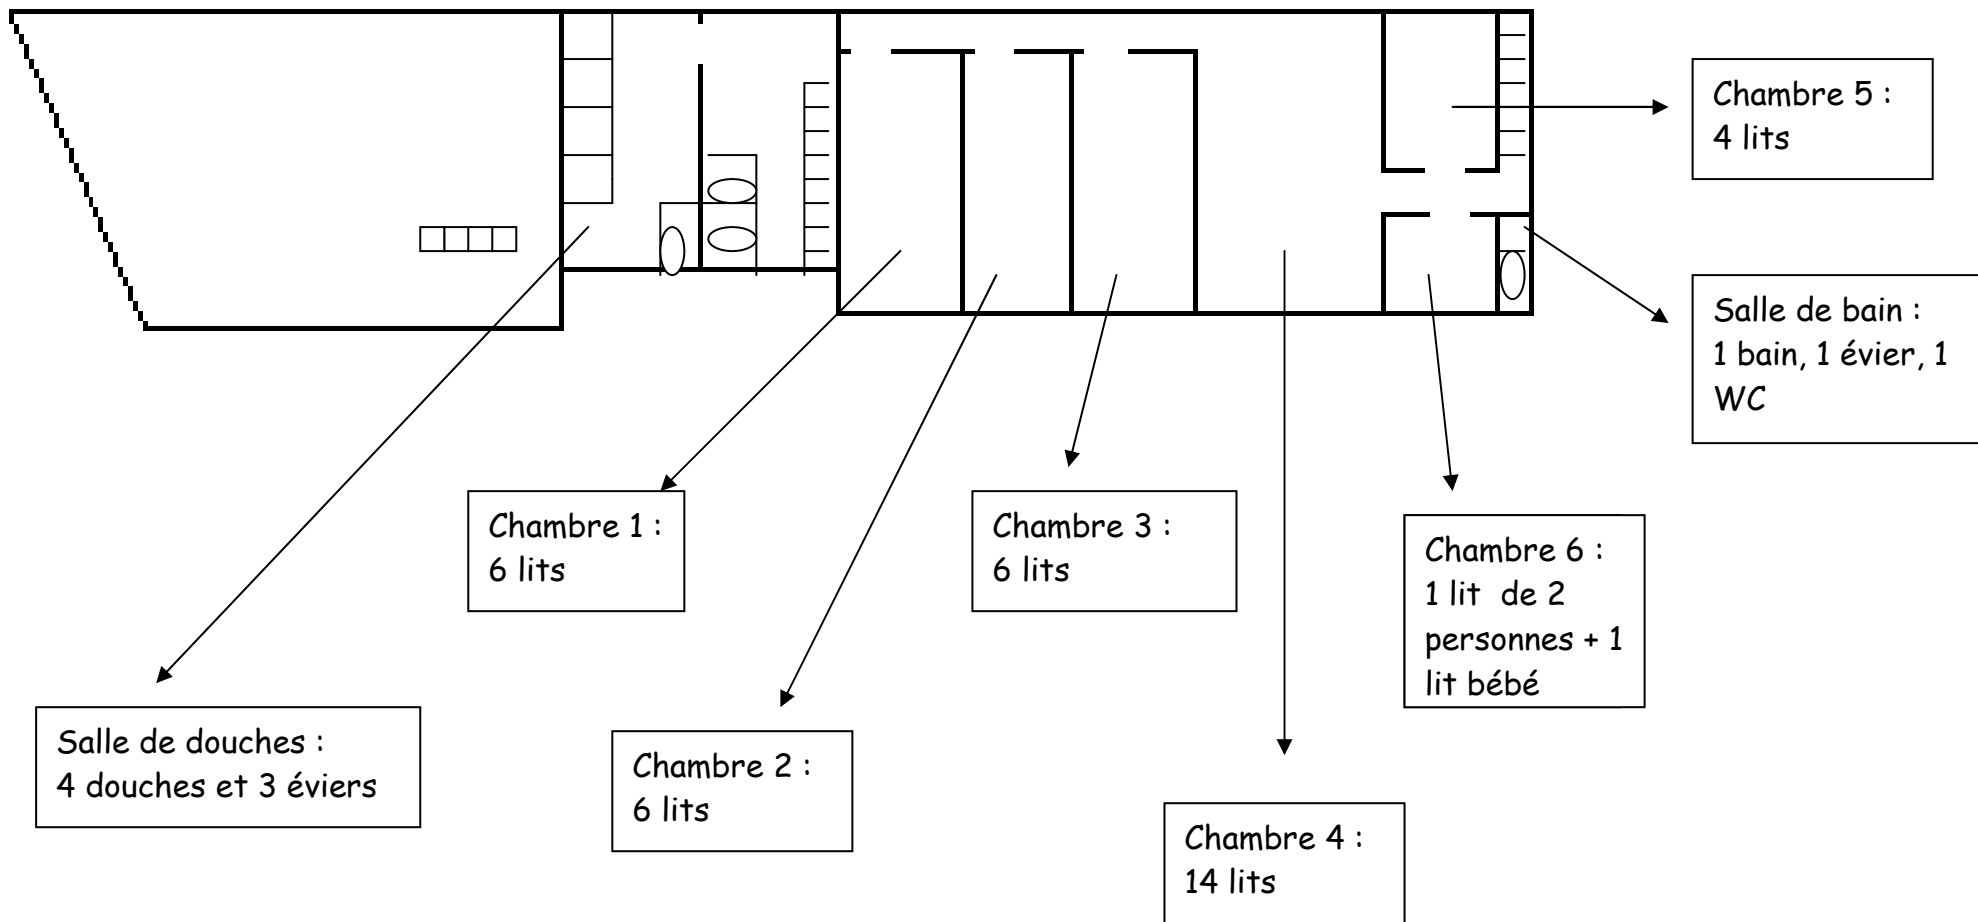 Chambre 5 :
4 lits
Salle de bain :
1 bain, 1 évier, 1
WC
Chambre 1 :
6 lits
Chambre 3 :
6 lits
Chambre 6 :
1 lit  de 2
personnes + 1
lit bébé
Salle de douches :
4 douches et 3 éviers
Chambre 2 :
6 lits
Chambre 4 :
14 lits